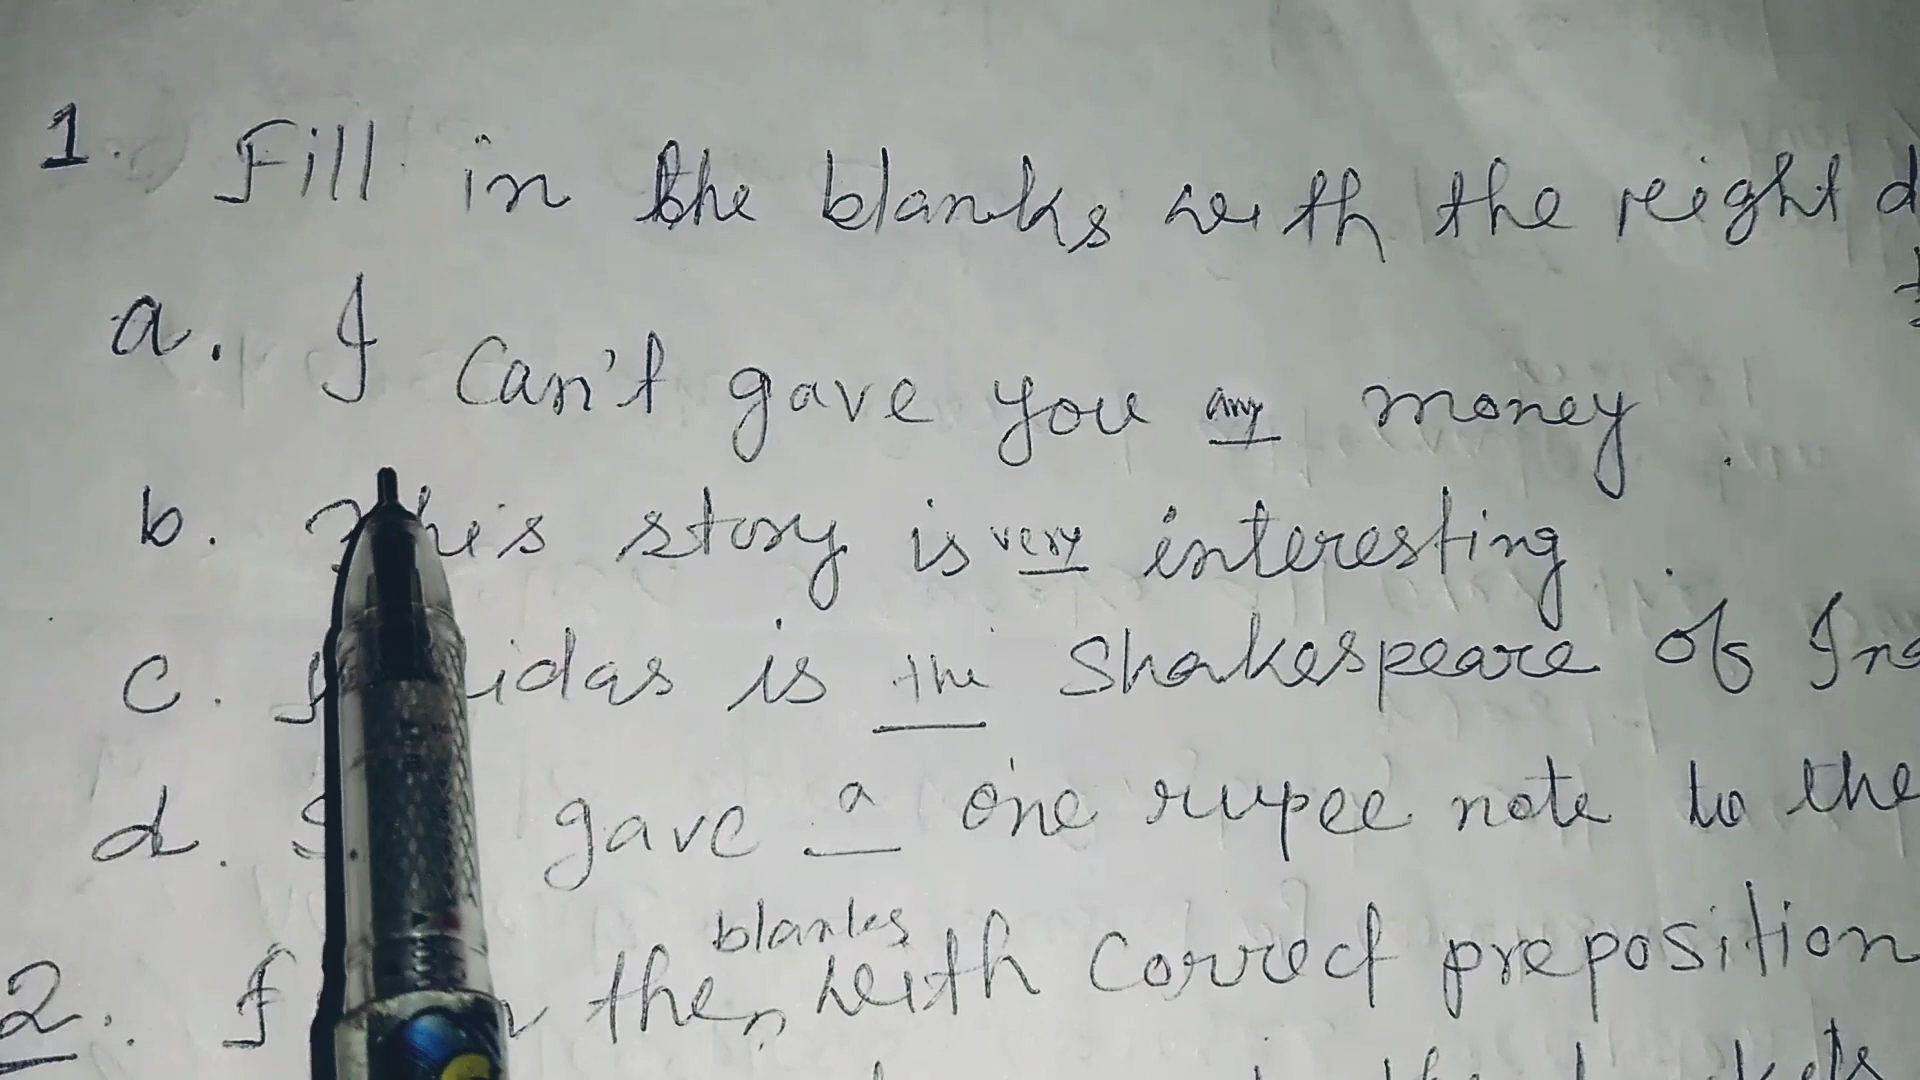 1. Fill in the blanks with the right
a. I can't gave you any money.
b. This story is very interesting.
c. idas is the Shakespeare of
d. gave a one rupee note to the
2. the blanks with correct preposition